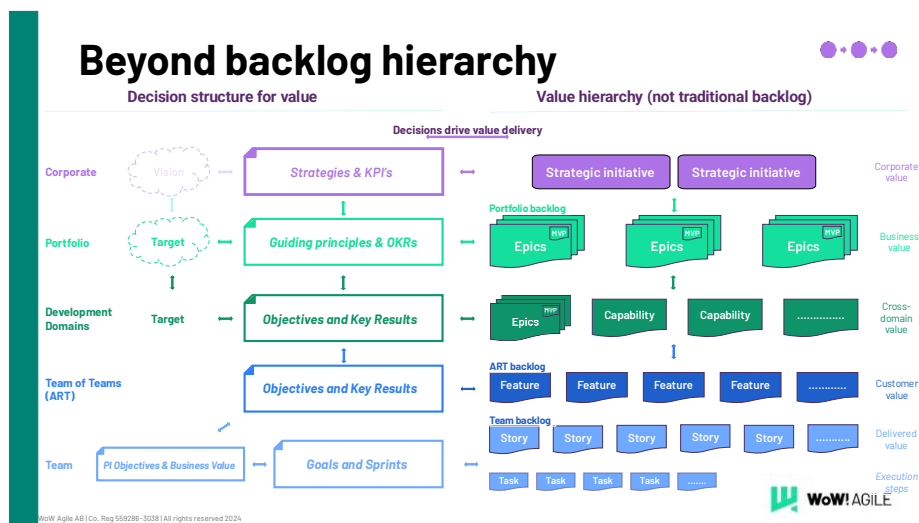 Beyond backlog hierarchy
Decision structure for value
Value hierarchy (not traditional backlog)
Decisions drive value delivery
Corporate
Vision
Strategies & KPI's
Strategic initiative
Strategic initiative
Corporate
value
Portfolio backlog
Portfolio
Target
Guiding principles & OKRs
Epics
MVP
Epics
MVP
Epics
MVP
Business
value
Development
Domains
Target
Objectives and Key Results
Epics
MVP
Capability
Capability
...............
Cross-
domain
value
ART backlog
Team of Teams
(ART)
Objectives and Key Results
Feature
Feature
Feature
Feature
............
Customer
value
Team backlog
Story
Story
Story
Story
Story
............
Delivered
value
Team
PI Objectives & Business Value
Goals and Sprints
Task
Task
Task
Task
.......
Execution
steps
WoW! AGILE
WoW Agile AB | Co. Reg 559286-3038 | All rights reserved 2024